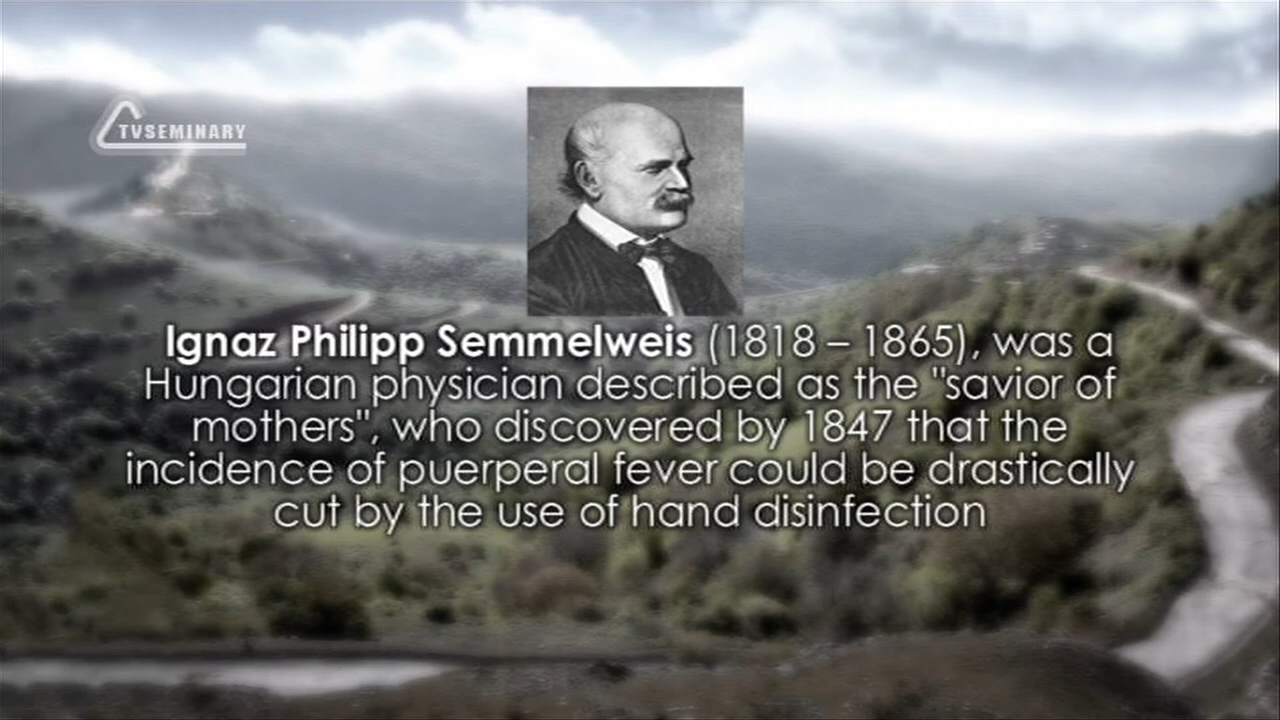 TVSEMINARY
Ignaz Philipp Semmelweis (1818 – 1865), was a
Hungarian physician described as the "savior of
mothers", who discovered by 1847 that the
incidence of puerperal fever could be drastically
cut by the use of hand disinfection